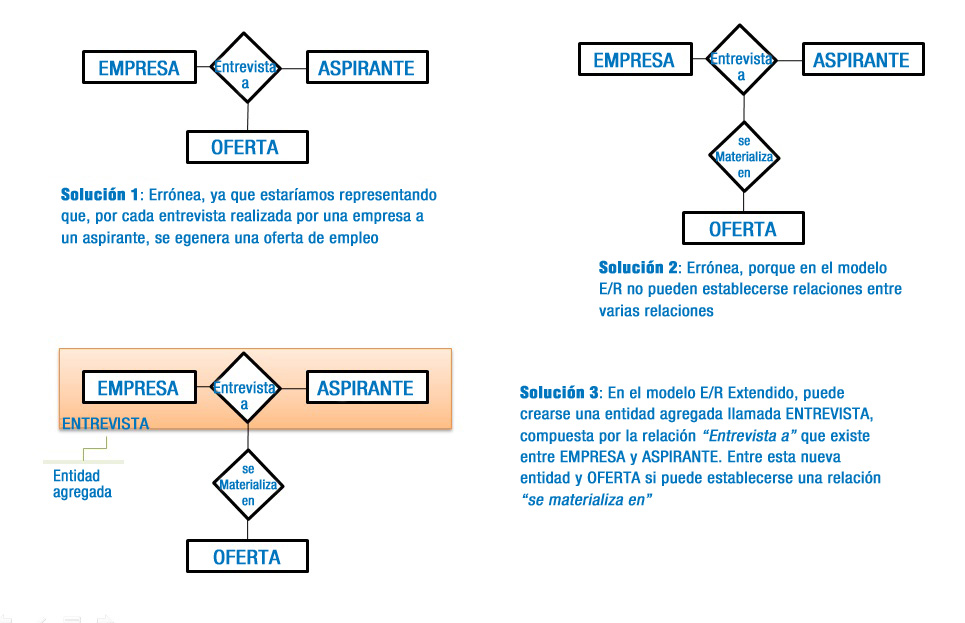 EMPRESA
Entrevista
a
ASPIRANTE
OFERTA
Solución 1: Errónea, ya que estaríamos representando
que, por cada entrevista realizada por una empresa a
un aspirante, se egenera una oferta de empleo
EMPRESA
Entrevista
a
ASPIRANTE
se
Materializa
en
OFERTA
Solución 2: Errónea, porque en el modelo
E/R no pueden establecerse relaciones entre
varias relaciones
EMPRESA
Entrevista
a
ASPIRANTE
ENTREVISTA
Entidad
agregada
se
Materializa
en
OFERTA
Solución 3: En el modelo E/R Extendido, puede
crearse una entidad agregada llamada ENTREVISTA,
compuesta por la relación “Entrevista a” que existe
entre EMPRESA y ASPIRANTE. Entre esta nueva
entidad y OFERTA si puede establecerse una relación
“se materializa en”